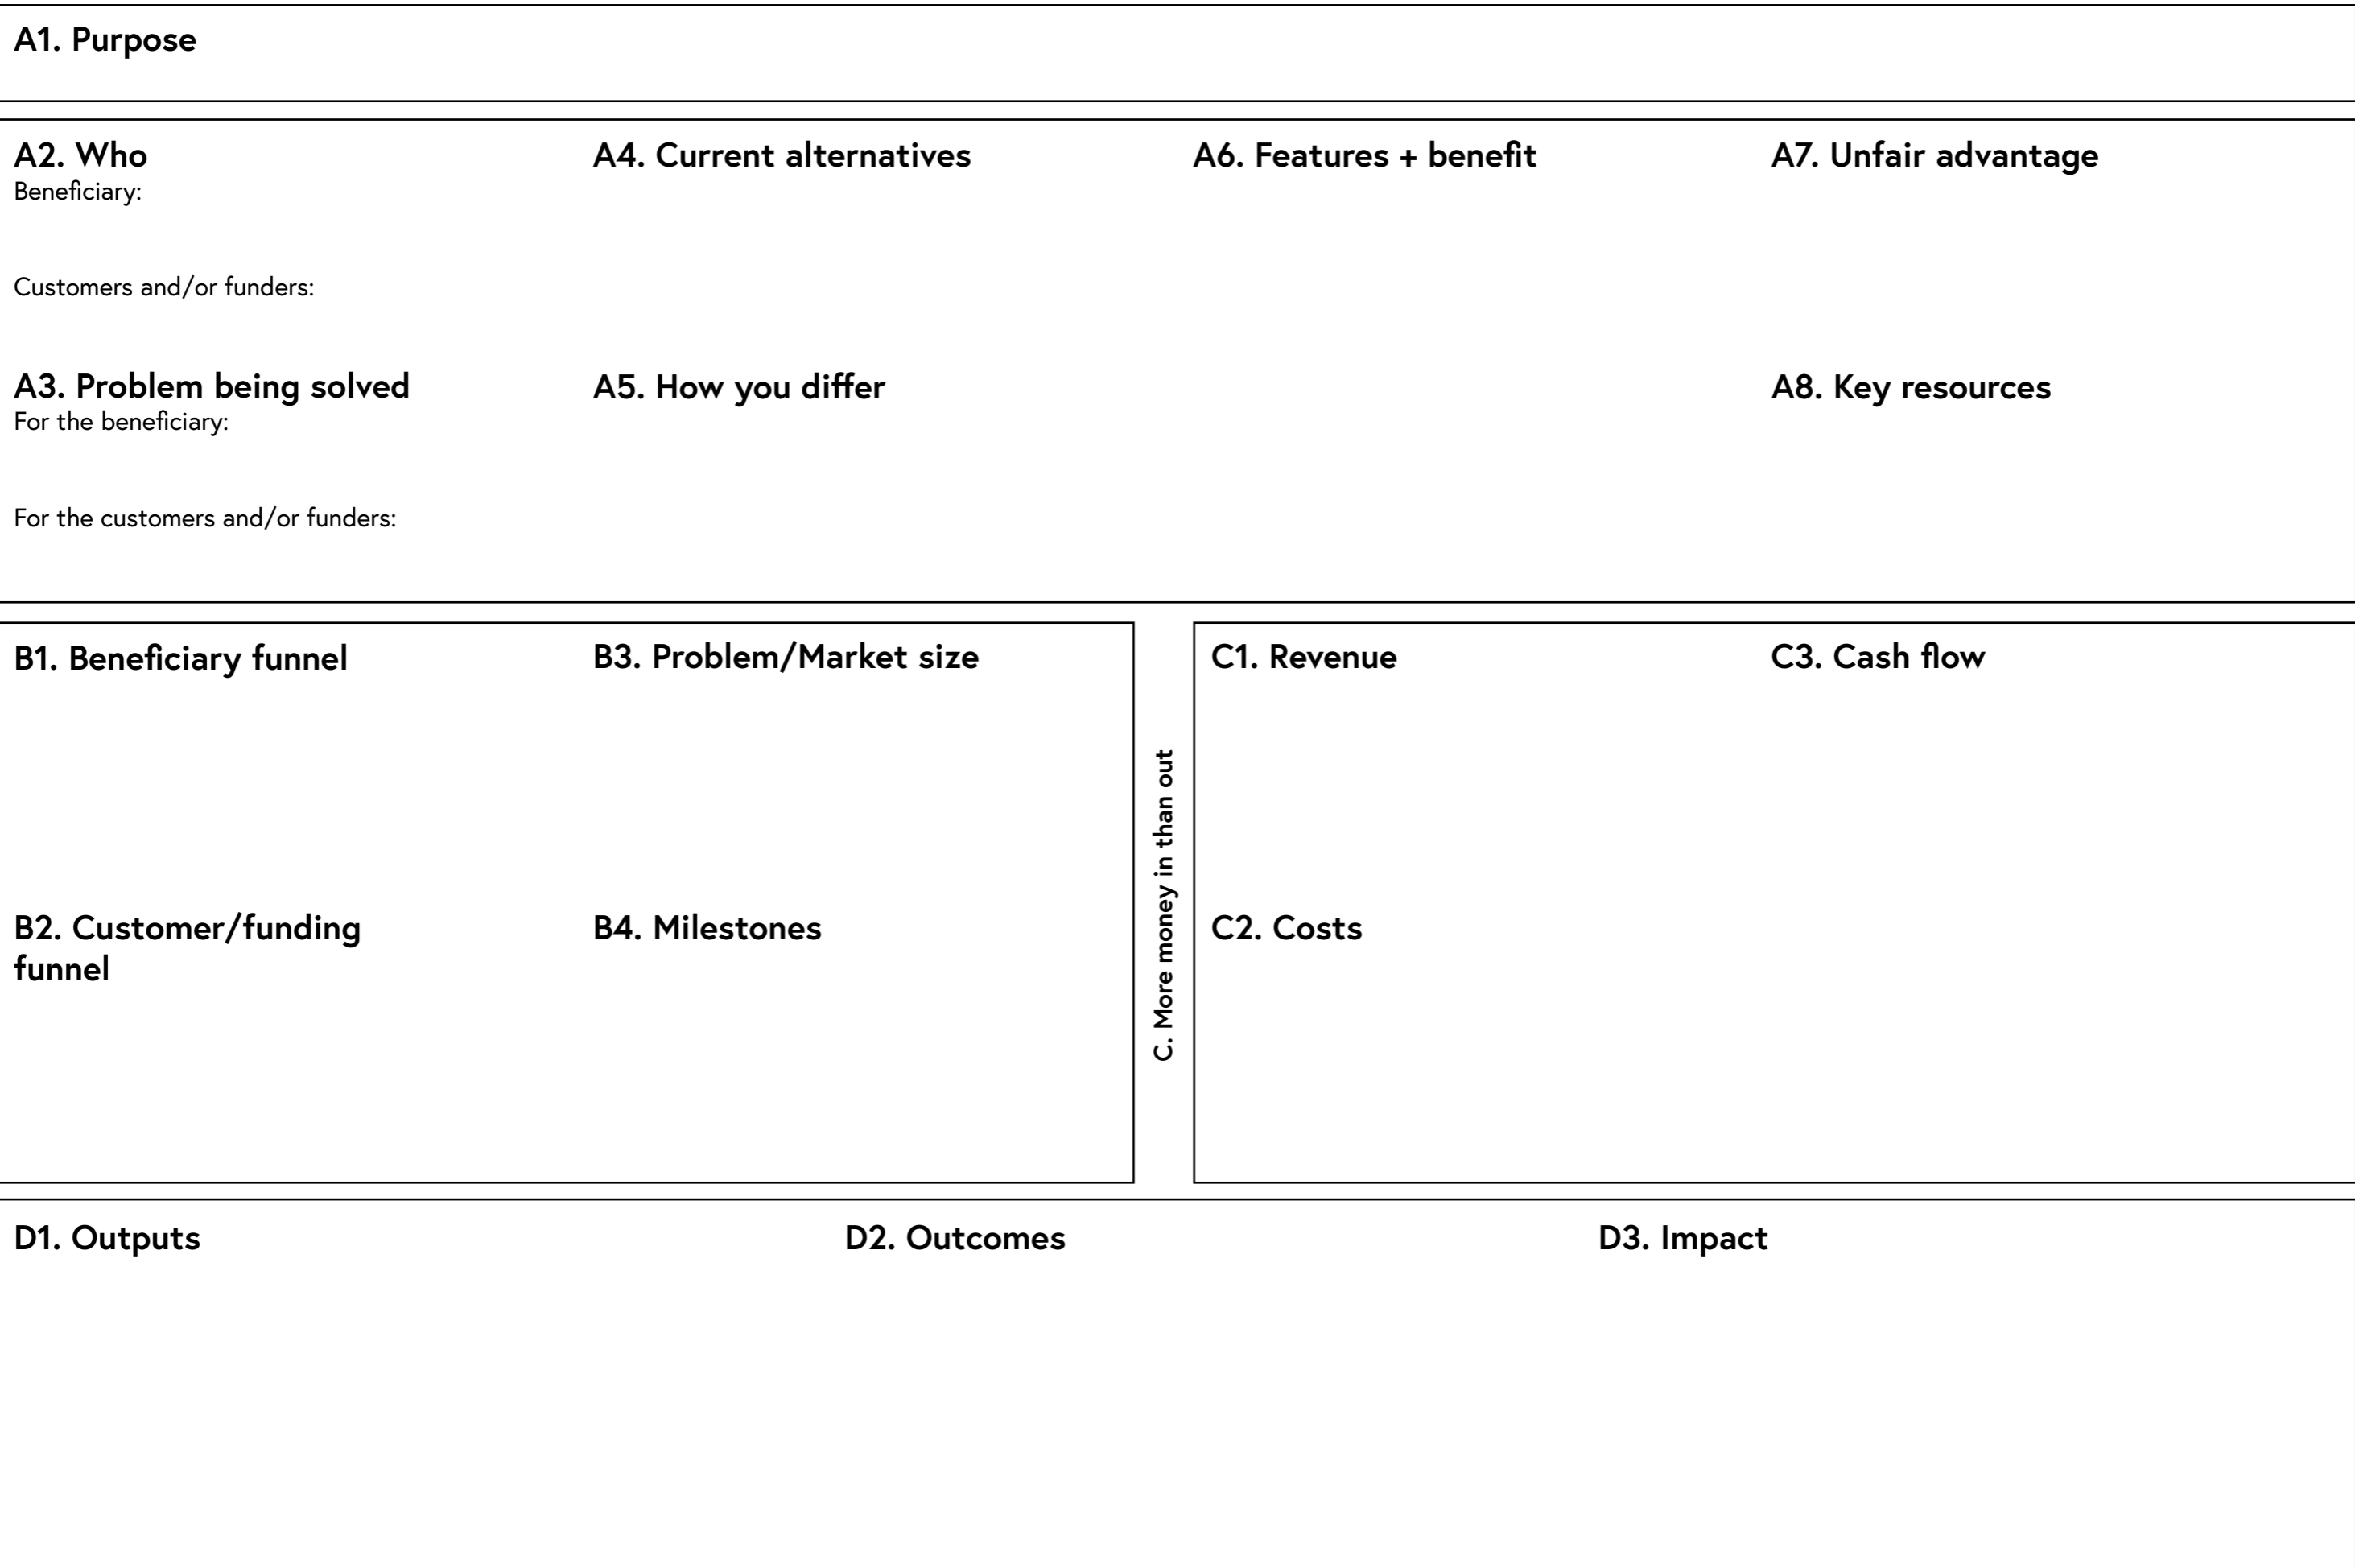 A1. Purpose
A2. Who
Beneficiary:
Customers and/or funders:
A3. Problem being solved
For the beneficiary:
For the customers and/or funders:
A4. Current alternatives
A5. How you differ
A6. Features + benefit
A7. Unfair advantage
A8. Key resources
B1. Beneficiary funnel
B2. Customer/funding
funnel
B3. Problem/Market size
B4. Milestones
C. More money in than out
C1. Revenue
C2. Costs
C3. Cash flow
D1. Outputs
D2. Outcomes
D3. Impact